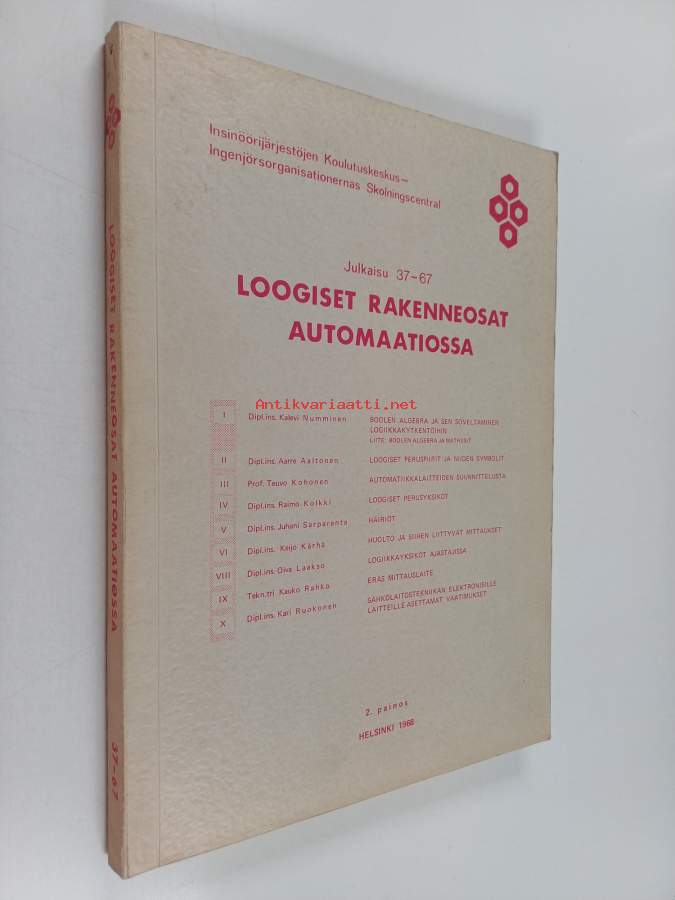 Insinöörijärjestöjen Koulutuskeskus—
Ingenjörsorganisationernas Skolningscentral
Julkaisu 37-67
LOOGISET RAKENNEOSAT
AUTOMAATIOSSA
Antikvariaatti.net
I Dipl.ins. Kalevi Numminen BOOLEN ALGEBRA JA SEN SOVELTAMINEN
LOGIIKKAKYTKENTÖIHIN
LIITE: BOOLEN ALGEBRA JA MATRIISIT
II Dipl.ins. Aarre Aaltonen LOOGISET PERUSPIIRIT JA NIIDEN SYMBOLIT
III Prof. Teuvo Kohonen AUTOMATIIKKALAITTEIDEN SUUNNITTELUSTA
IV Dipl.ins. Raimo Kolkki LOOGISET PERUSYKSIKÖT
V Dipl.ins. Juhani Sarparanta HÄIRIÖT
VI Dipl.ins. Keijo Kärhä HUOLTO JA SIIHEN LIITTYVÄT MITTAUKSET
VIII Dipl.ins. Oiva Laakso LOGIIKKAYKSIKÖT AJASTAJISSA
IX Tekn.tri Kauko Rahko ERÄS MITTAUSLAITE
X Dipl.ins. Kari Ruokonen SÄHKÖLAITOSTEKNIIKAN ELEKTRONISILLE
LAITTEILLE ASETTAMAT VAATIMUKSET
2. painos
HELSINKI 1968
LOOGISET RAKENNEOSAT AUTOMAATIOSSA
37-67